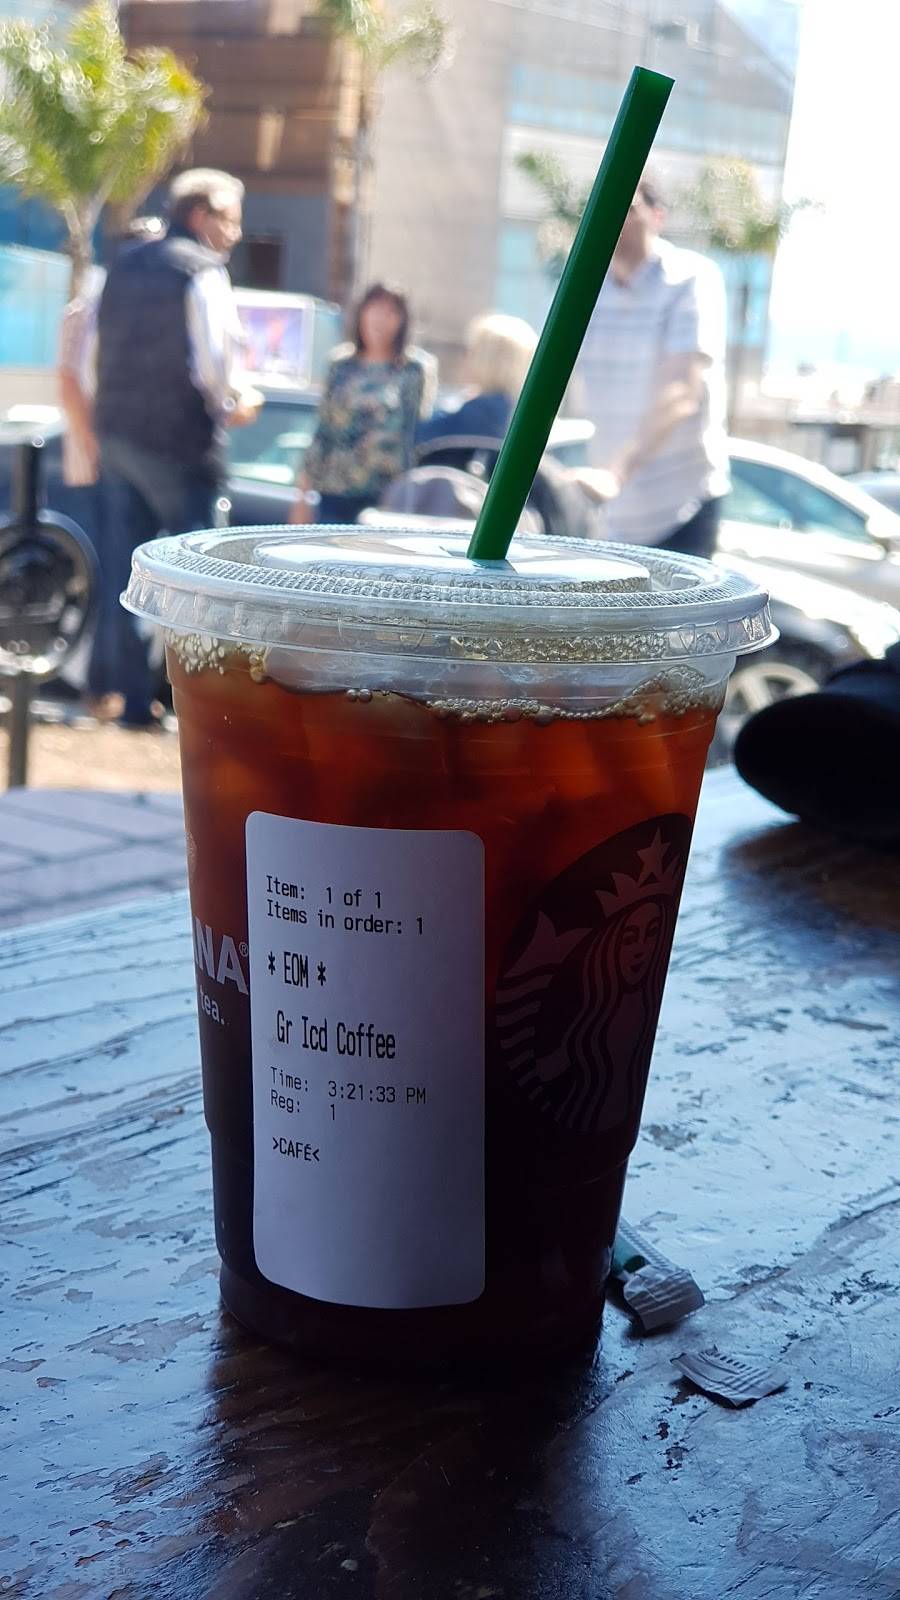 Item: 1 of 1
Items in order: 1
* EOM *
Gr Icd Coffee
Time: 3:21:33 PM
Reg: 1
>CAFÉ<
NA®
tea.